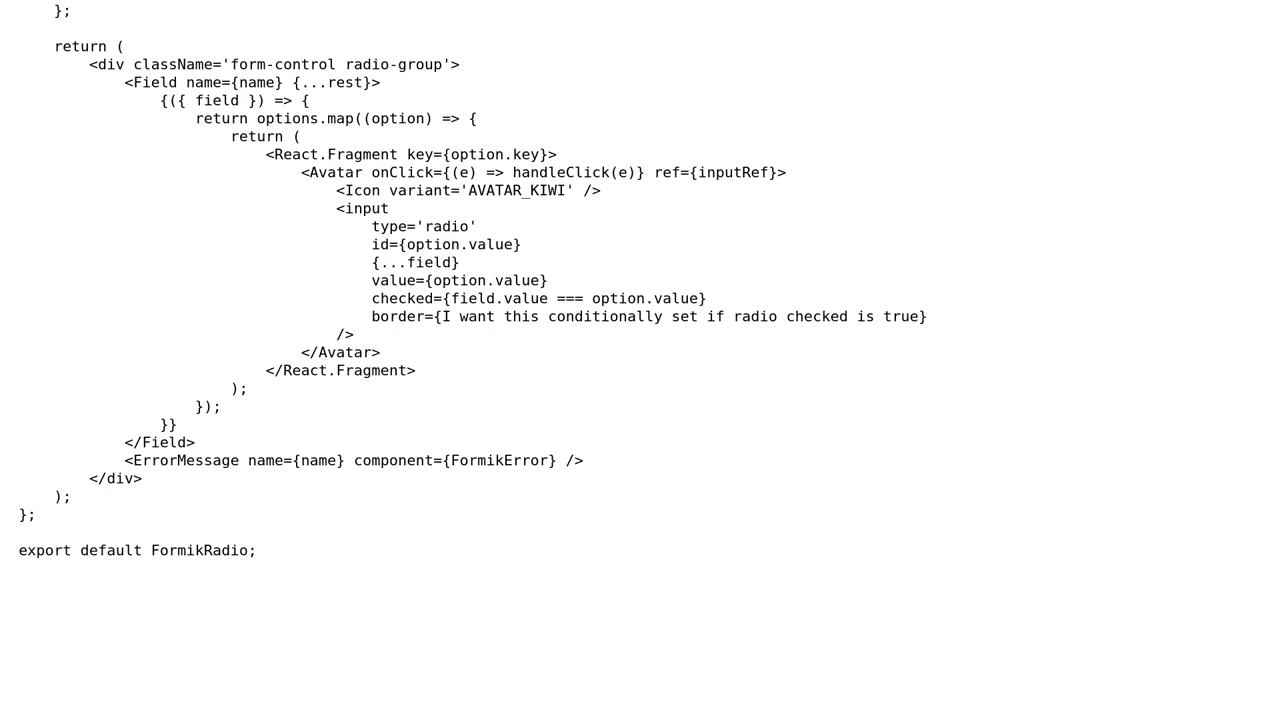 };

    return (
        <div className='form-control radio-group'>
            <Field name={name} {...rest}>
                {({ field }) => {
                    return options.map((option) => {
                        return (
                            <React.Fragment key={option.key}>
                                <Avatar onClick={(e) => handleClick(e)} ref={inputRef}>
                                    <Icon variant='AVATAR_KIWI' />
                                    <input
                                        type='radio'
                                        id={option.value}
                                        {...field}
                                        value={option.value}
                                        checked={field.value === option.value}
                                        border={I want this conditionally set if radio checked is true}
                                    />
                                </Avatar>
                            </React.Fragment>
                        );
                    });
                }}
            </Field>
            <ErrorMessage name={name} component={FormikError} />
        </div>
    );
};

export default FormikRadio;